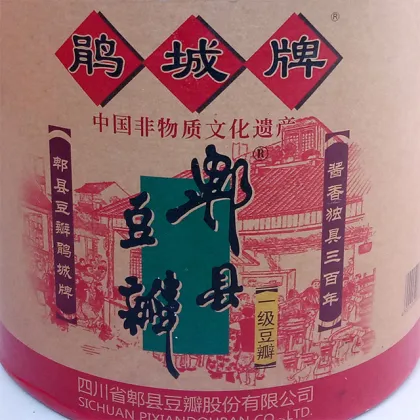 鹃城牌®
中国非物质文化遗产
郫县豆瓣鹃城牌
郫县®
豆瓣
酱香独具三百年
一级豆瓣
四川省郫县豆瓣股份有限公司
SICHUAN PIXIANDOUBAN CO.,LTD.